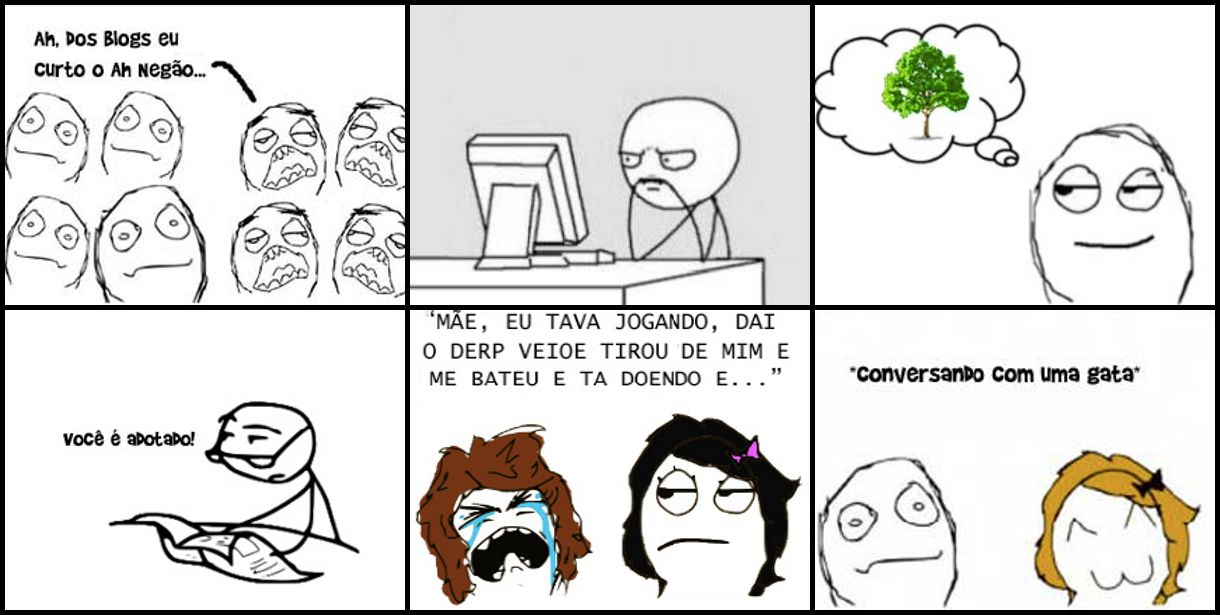 Ah, Dos Blogs eu
Curto o Ah Negão...
Você é adotado!
“MÃE, EU TAVA JOGANDO, DAI
O DERP VEIOE TIROU DE MIM E
ME BATEU E TA DOENDO E...”
*Conversando com uma gata*